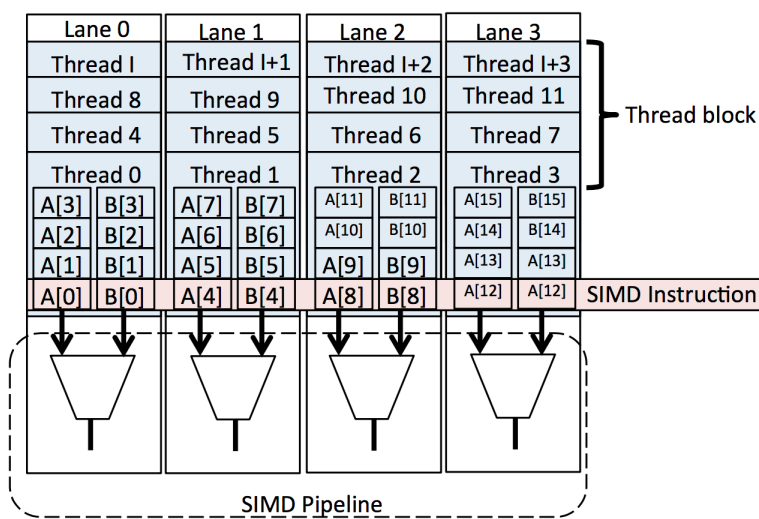 Lane 0 Lane 1 Lane 2 Lane 3
Thread I Thread I+1 Thread I+2 Thread I+3
Thread 8 Thread 9 Thread 10 Thread 11
Thread block
Thread 4 Thread 5 Thread 6 Thread 7
Thread 0 Thread 1 Thread 2 Thread 3
A[3] B[3] A[7] B[7] A[11] B[11] A[15] B[15]
A[2] B[2] A[6] B[6] A[10] B[10] A[14] B[14]
A[1] B[1] A[5] B[5] A[9] B[9] A[13] A[13]
A[0] B[0] A[4] B[4] A[8] B[8] A[12] A[12] SIMD Instruction
SIMD Pipeline